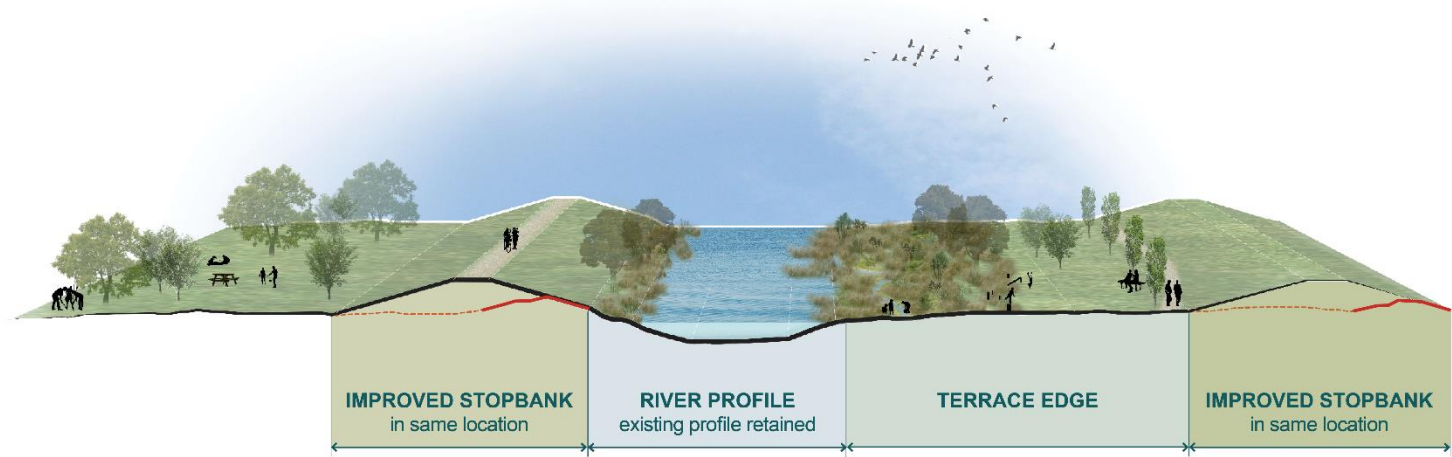 IMPROVED STOPBANK
in same location
RIVER PROFILE
existing profile retained
TERRACE EDGE
IMPROVED STOPBANK
in same location